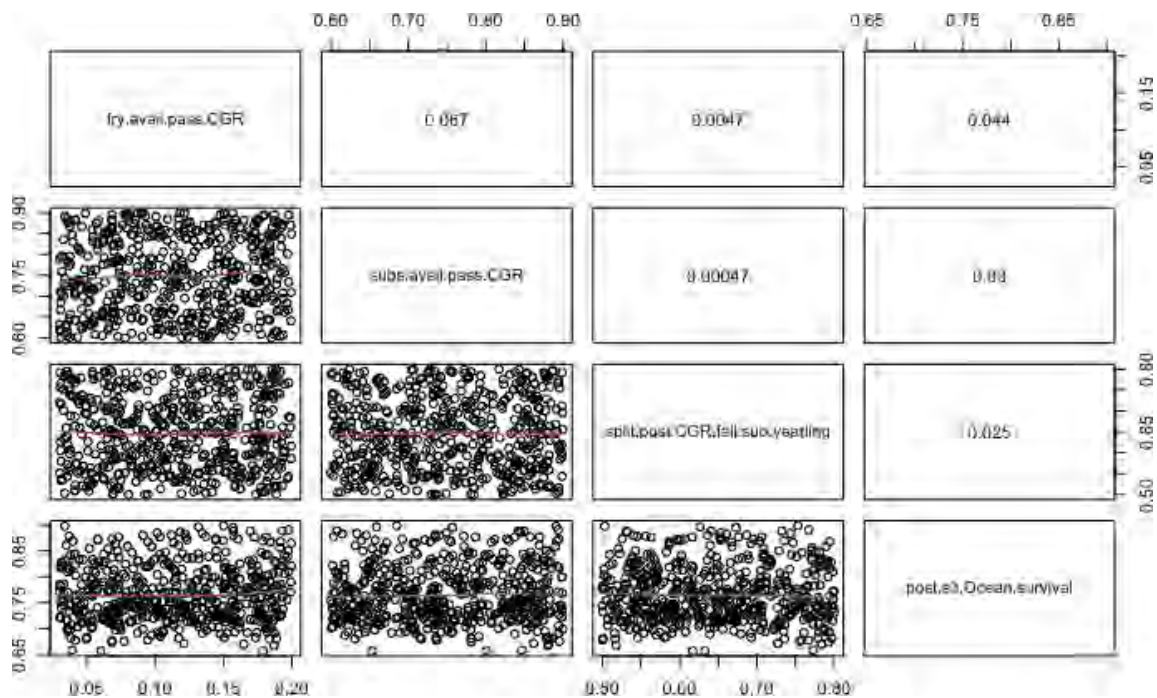 0.60 0.70 0.80 0.90 0.65 0.75 0.85
fry.avail.pass.CGR 0.067 0.0047 0.044
0.05 0.15
0.60 0.75 0.90
subs.avail.pass.CGR 0.00047
split.post.CGR.fall.sub.yearling 0.025
0.50 0.65 0.80
0.65 0.75 0.85
post.e3.Ocean.survival
0.05 0.10 0.15 0.20 0.50 0.60 0.70 0.80